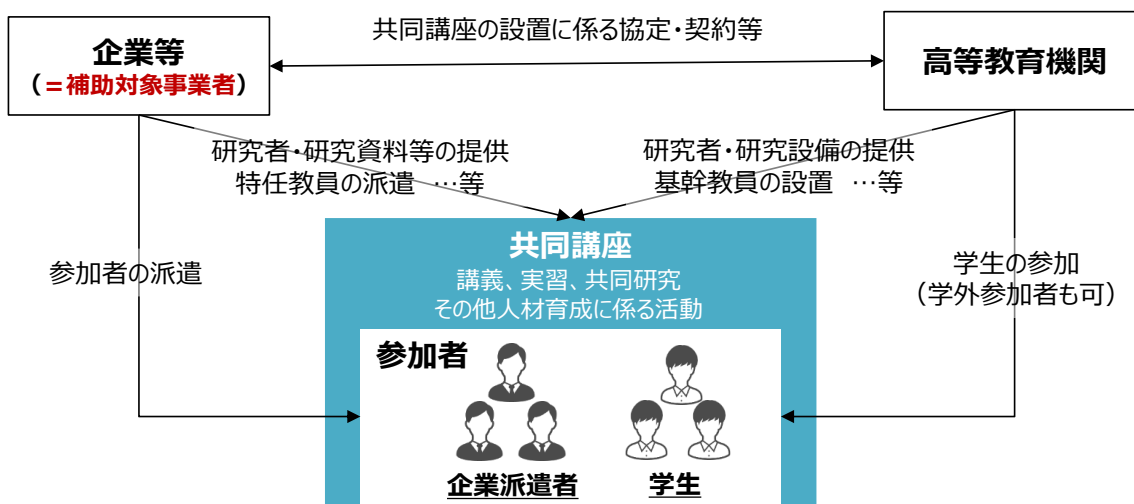 共同講座の設置に係る協定・契約等
企業等
（＝補助対象事業者）
高等教育機関
研究者・研究資料等の提供
特任教員の派遣　…等
研究者・研究設備の提供
基幹教員の設置　…等
参加者の派遣
学生の参加
（学外参加者も可）
共同講座
講義、実習、共同研究
その他人材育成に係る活動
参加者
企業派遣者
学生